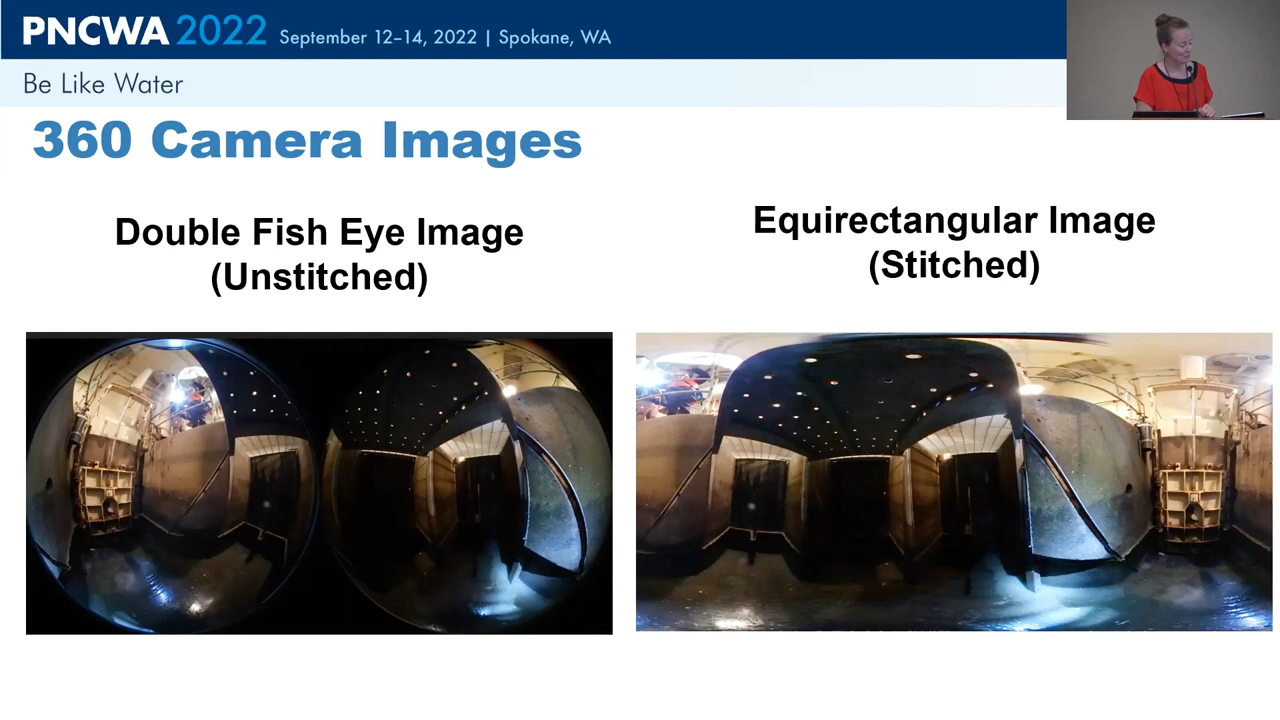 PNCWA 2022 September 12–14, 2022 | Spokane, WA
Be Like Water
360 Camera Images
Double Fish Eye Image
(Unstitched)
Equirectangular Image
(Stitched)